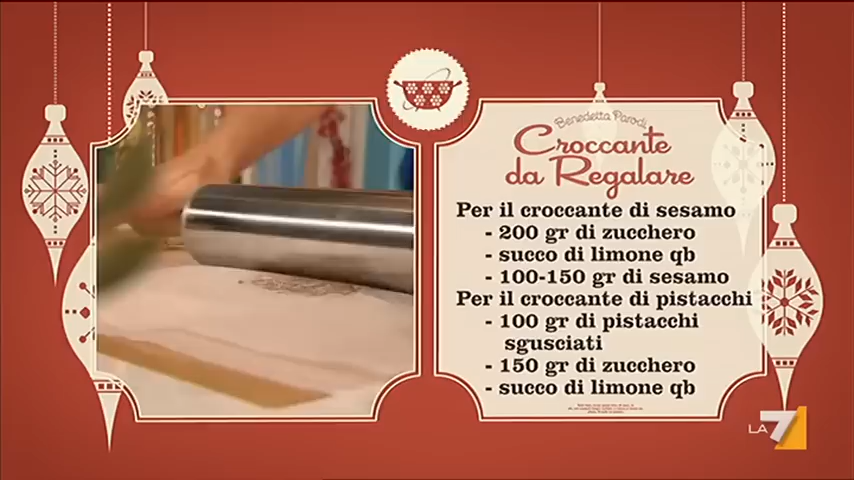 Benedetta Parodi
Croccante
da Regalare
Per il croccante di sesamo
- 200 gr di zucchero
- succo di limone qb
- 100-150 gr di sesamo
Per il croccante di pistacchi
- 100 gr di pistacchi
sgusciati
- 150 gr di zucchero
- succo di limone qb
LA7